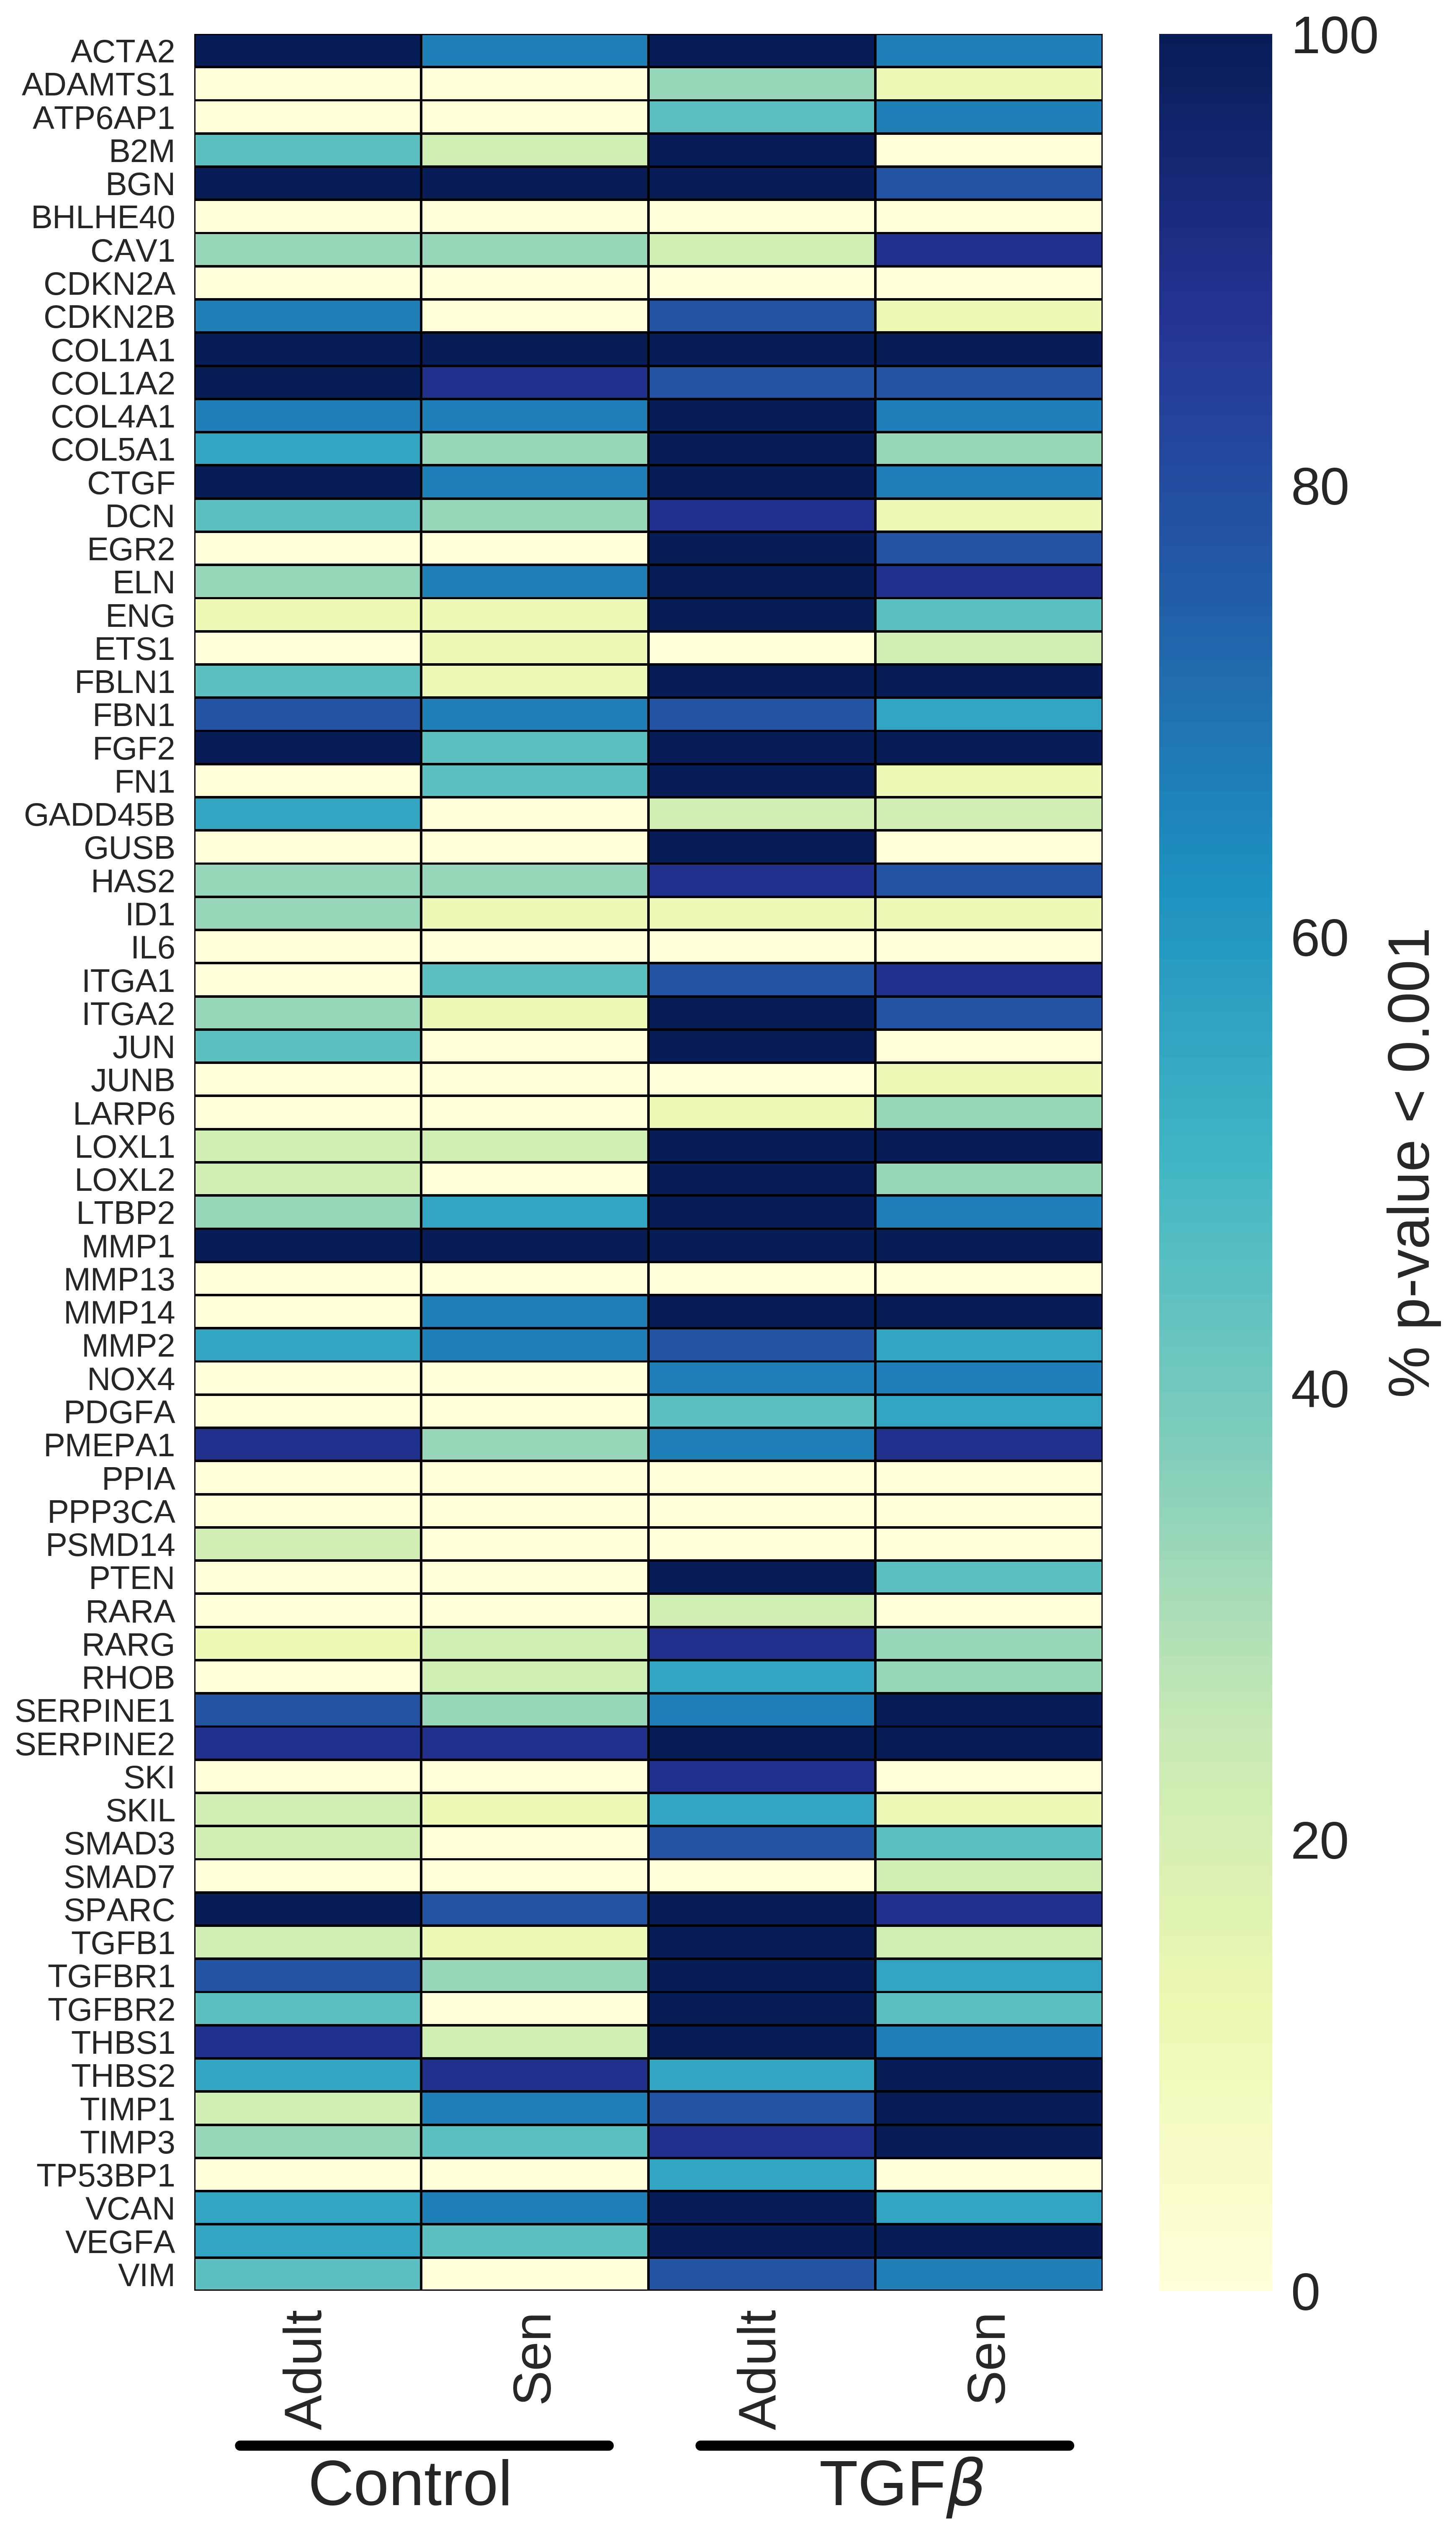 ACTA2
ADAMTS1
ATP6AP1
B2M
BGN
BHLHE40
CAV1
CDKN2A
CDKN2B
COL1A1
COL1A2
COL4A1
COL5A1
CTGF
DCN
EGR2
ELN
ENG
ETS1
FBLN1
FBN1
FGF2
FN1
GADD45B
GUSB
HAS2
ID1
IL6
ITGA1
ITGA2
JUN
JUNB
LARP6
LOXL1
LOXL2
LTBP2
MMP1
MMP13
MMP14
MMP2
NOX4
PDGFA
PMEPA1
PPIA
PPP3CA
PSMD14
PTEN
RARA
RARG
RHOB
SERPINE1
SERPINE2
SKI
SKIL
SMAD3
SMAD7
SPARC
TGFB1
TGFBR1
TGFBR2
THBS1
THBS2
TIMP1
TIMP3
TP53BP1
VCAN
VEGFA
VIM
Adult
Sen
Adult
Sen
Control
TGFβ
100
80
60
40
20
0
% p-value < 0.001